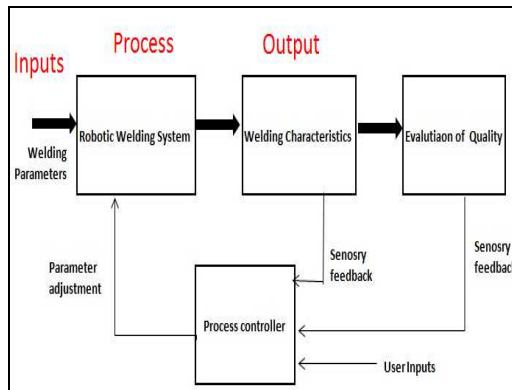 Inputs
Process
Output
Robotic Welding System
Welding Characteristics
Evalutiaon of Quality
Welding
Parameters
Parameter
adjustment
Senosry
feedback
Senosry
feedback
Process controller
User Inputs